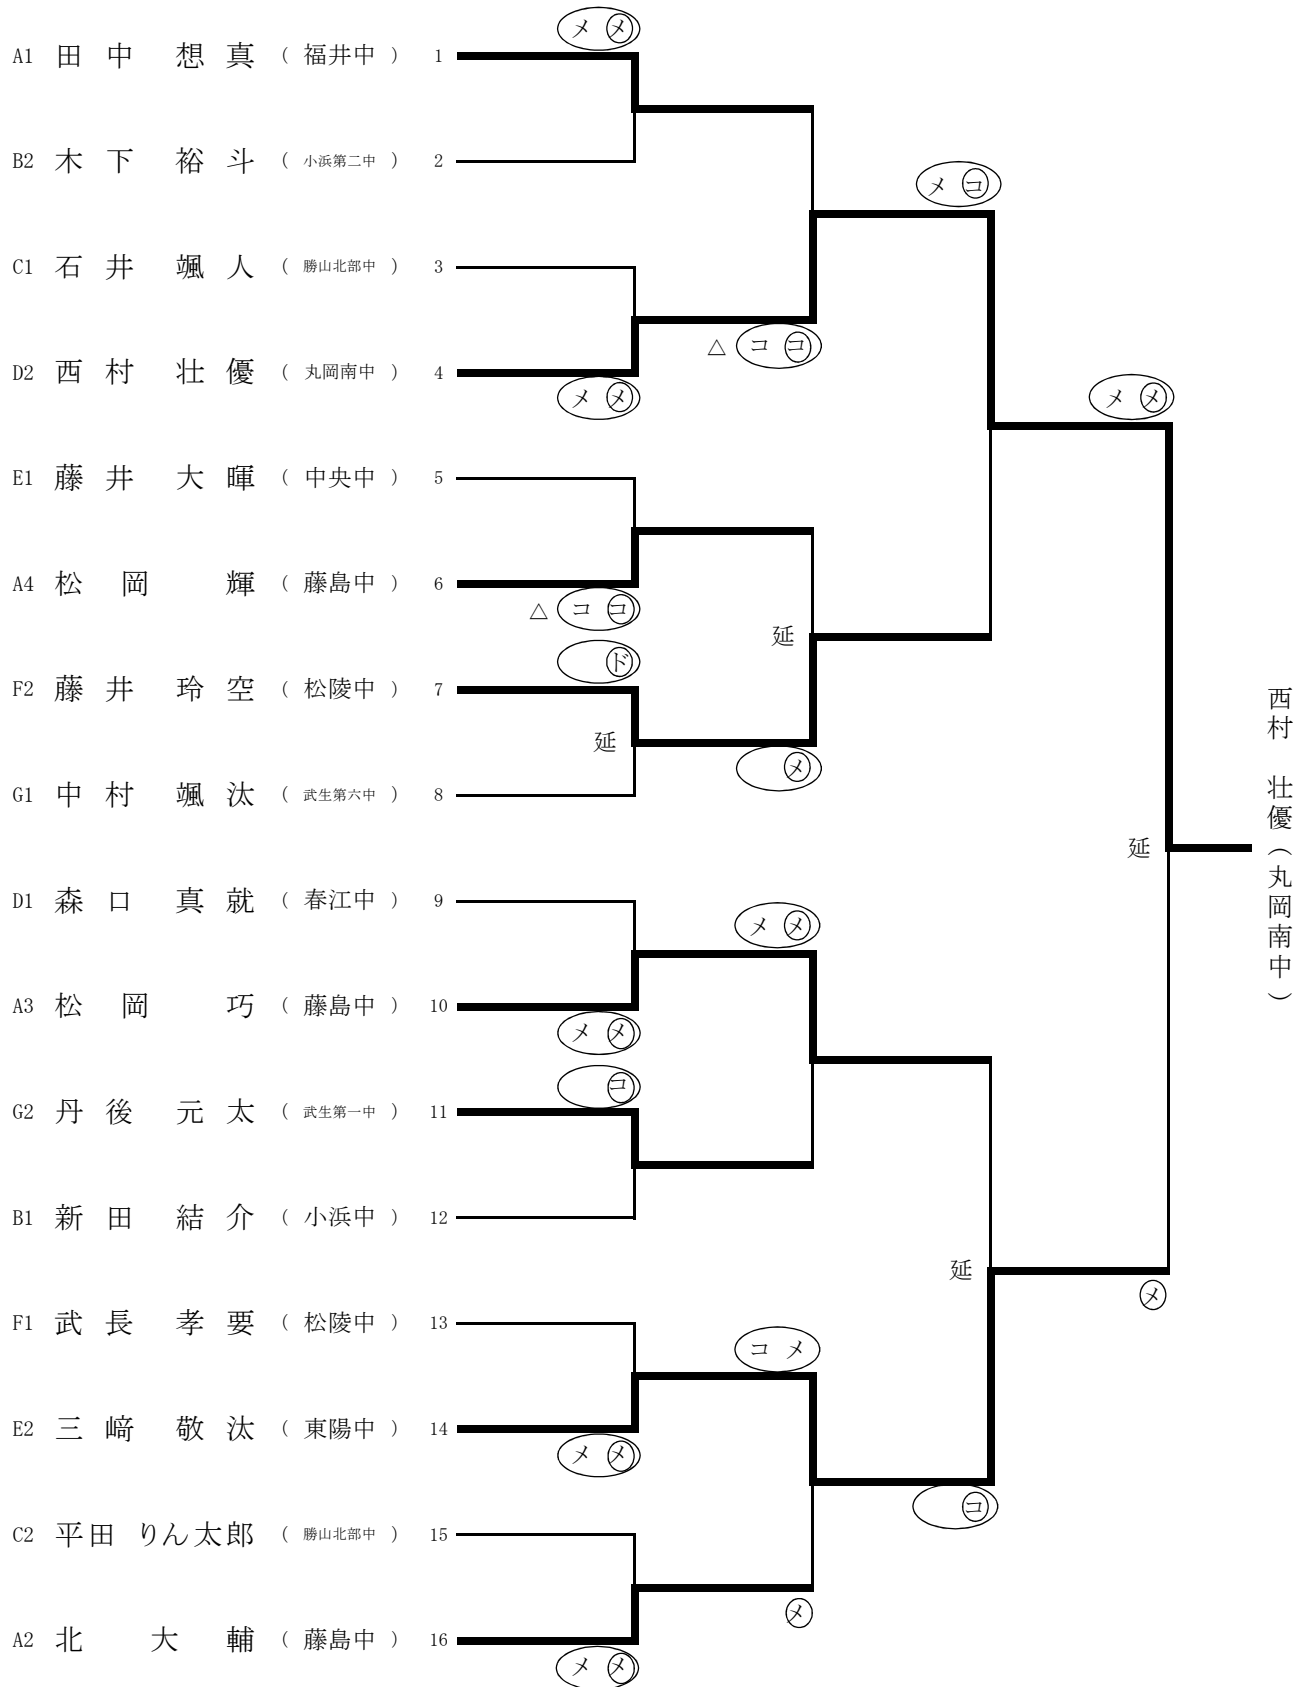 メ メ
A1 田中 想真 ( 福井中 ) 1
B2 木下 裕斗 ( 小浜第二中 ) 2
メ コ
C1 石井 颯人 ( 勝山北部中 ) 3
△ コ コ
D2 西村 壮優 ( 丸岡南中 ) 4
メ メ
メ メ
E1 藤井 大暉 ( 中央中 ) 5
A4 松岡 輝 ( 藤島中 ) 6
△ コ コ
延
ド
F2 藤井 玲空 ( 松陵中 ) 7
延
メ
G1 中村 颯汰 ( 武生第六中 ) 8
西村 壮優(丸岡南中)
延
D1 森口 真就 ( 春江中 ) 9
メ メ
A3 松岡 巧 ( 藤島中 ) 10
メ メ
コ
G2 丹後 元太 ( 武生第一中 ) 11
B1 新田 結介 ( 小浜中 ) 12
延
メ
F1 武長 孝要 ( 松陵中 ) 13
コ メ
E2 三﨑 敬汰 ( 東陽中 ) 14
メ メ
コ
C2 平田 りん太郎 ( 勝山北部中 ) 15
メ
A2 北 大輔 ( 藤島中 ) 16
メ メ